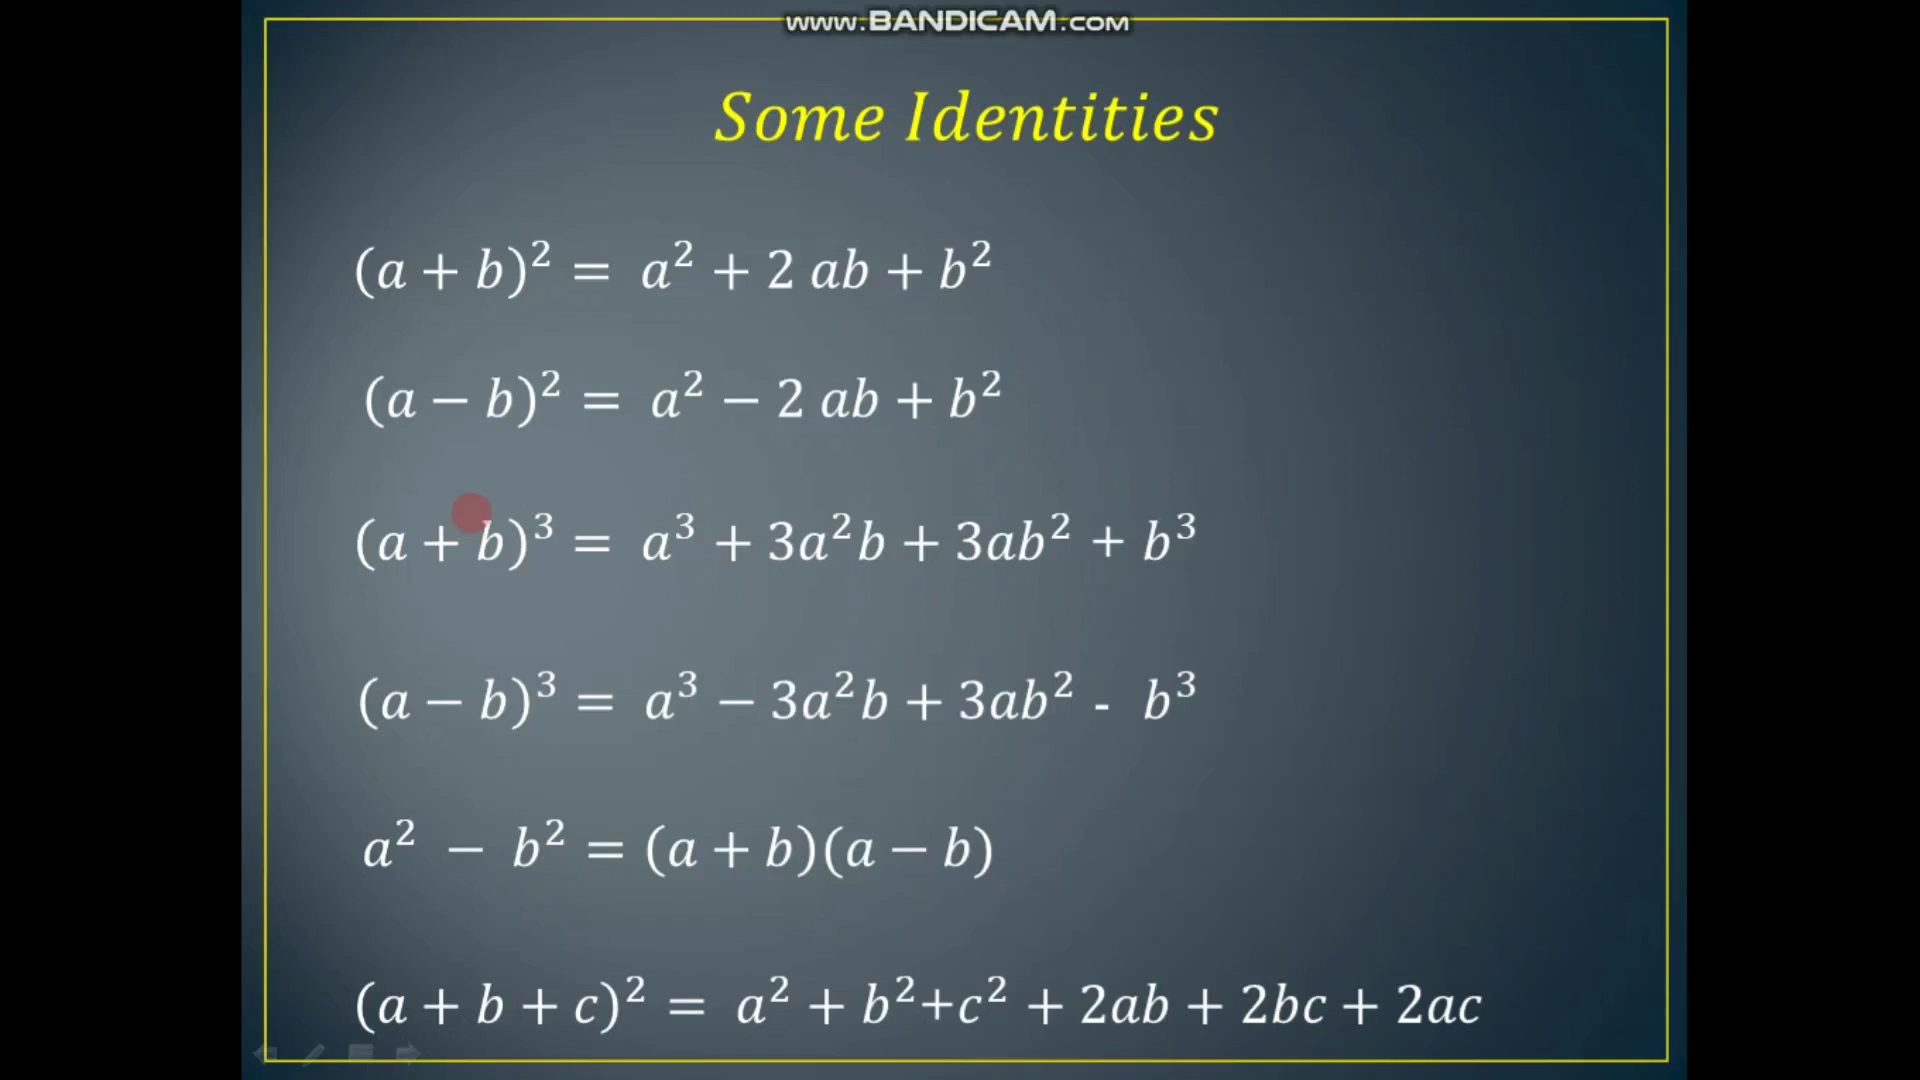 www.BANDICAM.com
Some Identities
(a + b)² = a² + 2 ab + b²
(a − b)² = a² − 2 ab + b²
(a + b)³ = a³ + 3a²b + 3ab² + b³
(a − b)³ = a³ − 3a²b + 3ab² - b³
a² − b² = (a + b)(a − b)
(a + b + c)² = a² + b²+c² + 2ab + 2bc + 2ac